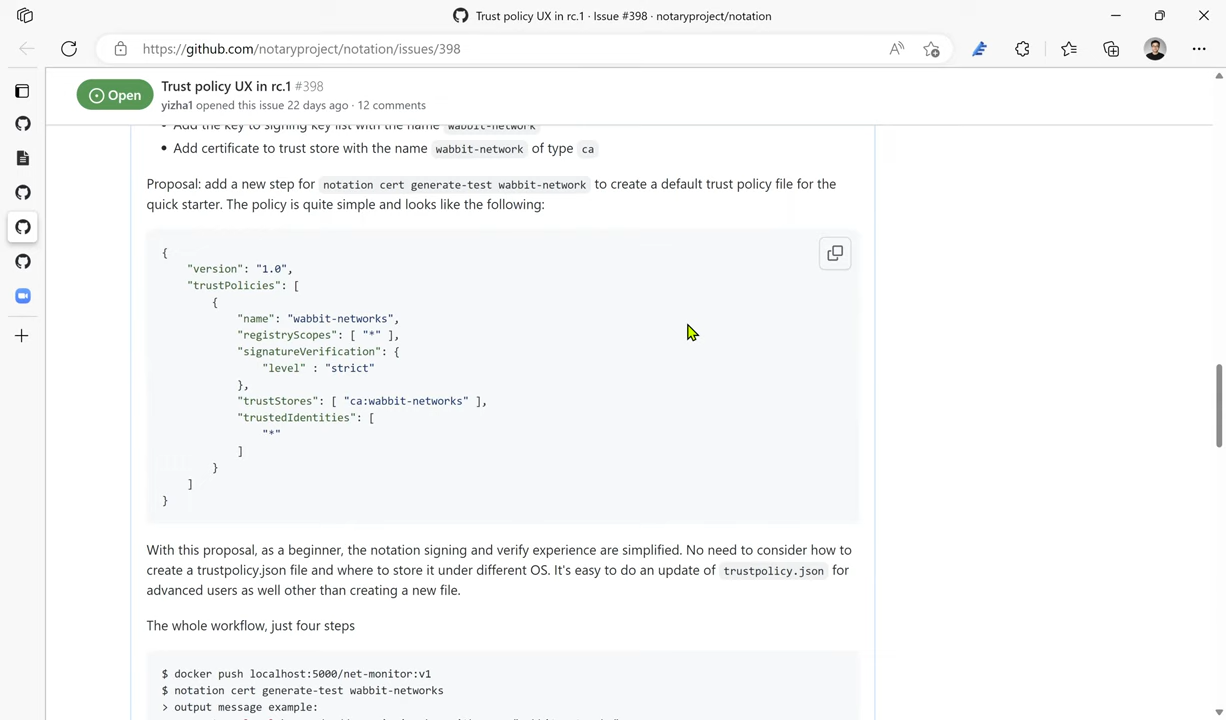 Trust policy UX in rc.1 · Issue #398 · notaryproject/notation
https://github.com/notaryproject/notation/issues/398
Open
Trust policy UX in rc.1 #398
yizha1 opened this issue 22 days ago · 12 comments
• Add the key to signing key list with the name wabbit-network
• Add certificate to trust store with the name wabbit-network of type ca
Proposal: add a new step for notation cert generate-test wabbit-network to create a default trust policy file for the
quick starter. The policy is quite simple and looks like the following:
{
"version": "1.0",
"trustPolicies": [
{
"name": "wabbit-networks",
"registryScopes": [ "*" ],
"signatureVerification": {
"level" : "strict"
},
"trustStores": [ "ca:wabbit-networks" ],
"trustedIdentities": [
"*"
]
}
]
}
With this proposal, as a beginner, the notation signing and verify experience are simplified. No need to consider how to
create a trustpolicy.json file and where to store it under different OS. It's easy to do an update of trustpolicy.json for
advanced users as well other than creating a new file.
The whole workflow, just four steps
$ docker push localhost:5000/net-monitor:v1
$ notation cert generate-test wabbit-networks
> output message example: